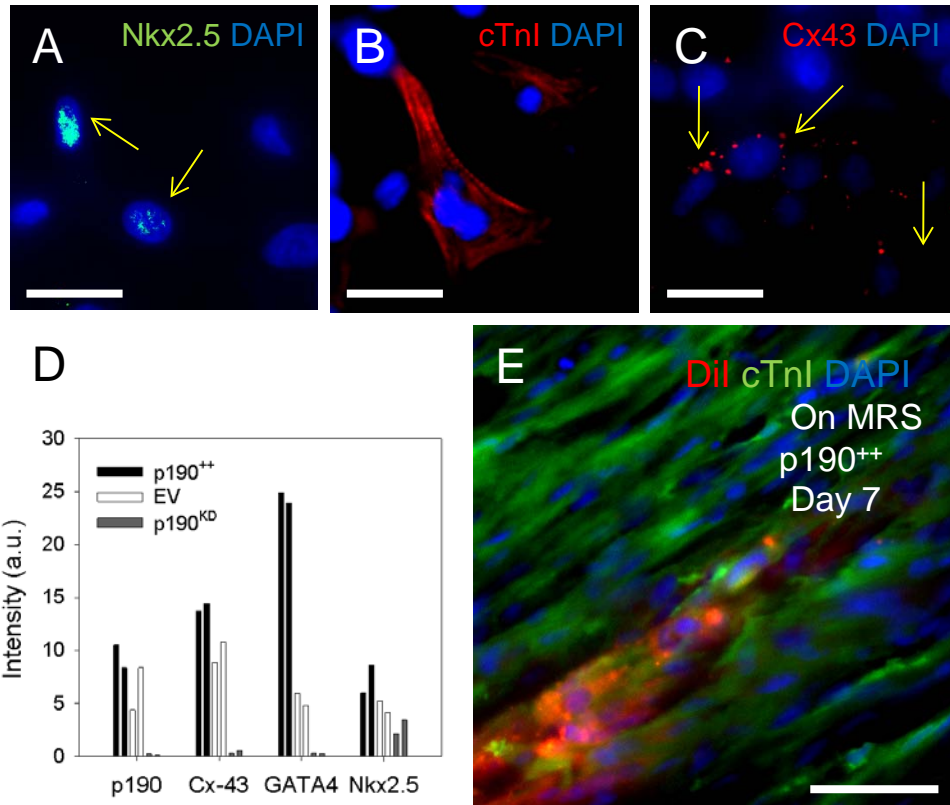 A
Nkx2.5 DAPI
B
cTnI DAPI
C
Cx43 DAPI
D
30
25
20
15
10
5
0
Intensity (a.u.)
p190⁺⁺
EV
p190ᴷᴰ
p190 Cx-43 GATA4 Nkx2.5
E
DiI cTnI DAPI
On MRS
p190⁺⁺
Day 7